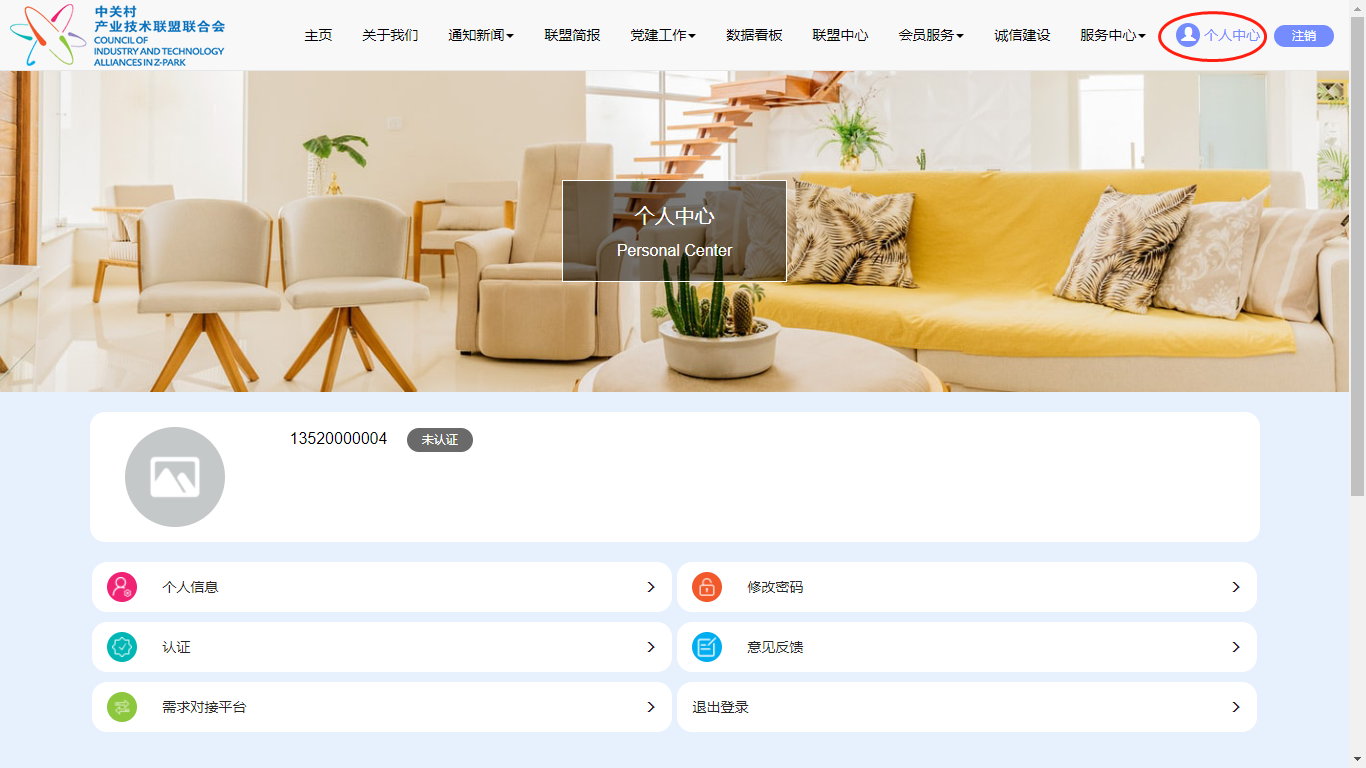 中关村
产业技术联盟联合会
COUNCIL OF
INDUSTRY AND TECHNOLOGY
ALLIANCES IN Z-PARK
主页 关于我们 通知新闻 联盟简报 党建工作 数据看板 联盟中心 会员服务 诚信建设 服务中心 个人中心 注销
个人中心
Personal Center
13520000004 未认证
个人信息 修改密码
认证 意见反馈
需求对接平台 退出登录